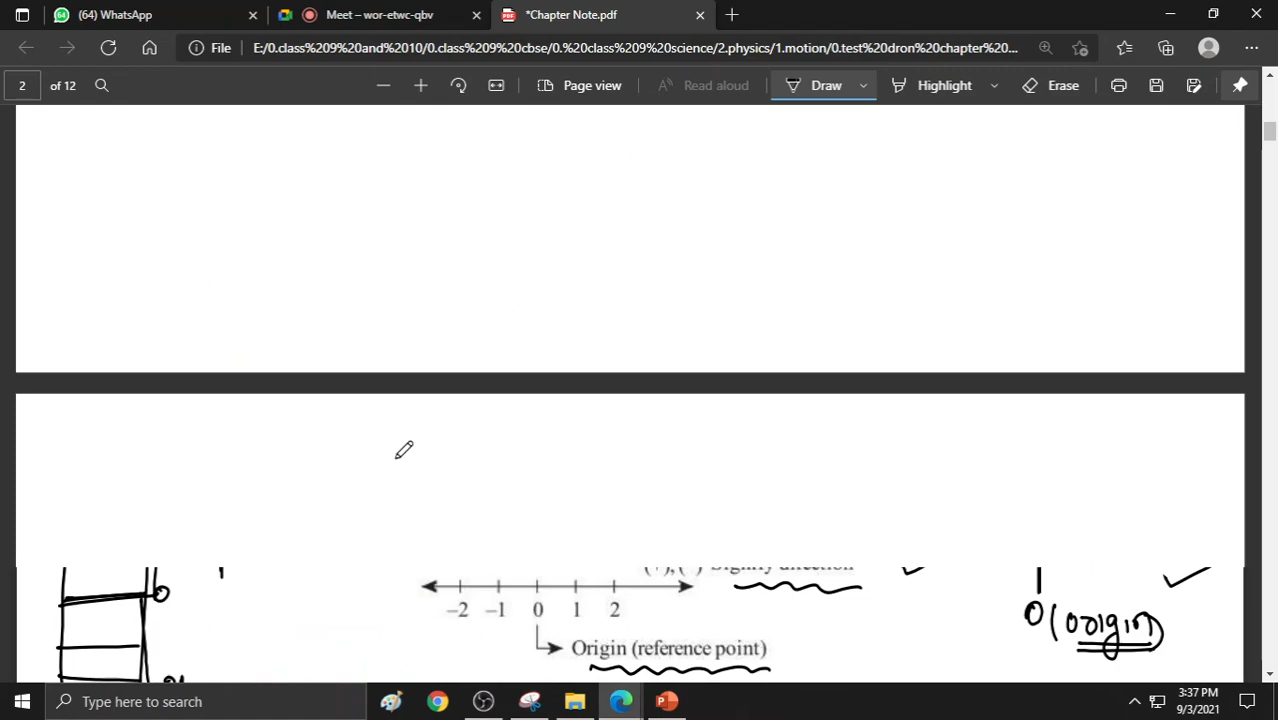 (64) WhatsApp
Meet – wor-etwc-qbv
*Chapter Note.pdf
File
E:/0.class%209%20and%2010/0.class%209%20cbse/0.%20class%209%20science/2.physics/1.motion/0.test%20dron%20chapter%20...
2 of 12
Page view
Read aloud
Draw
Highlight
Erase
direction
-2 -1 0 1 2
Origin (reference point)
0 (origin)
Type here to search
3:37 PM
9/3/2021